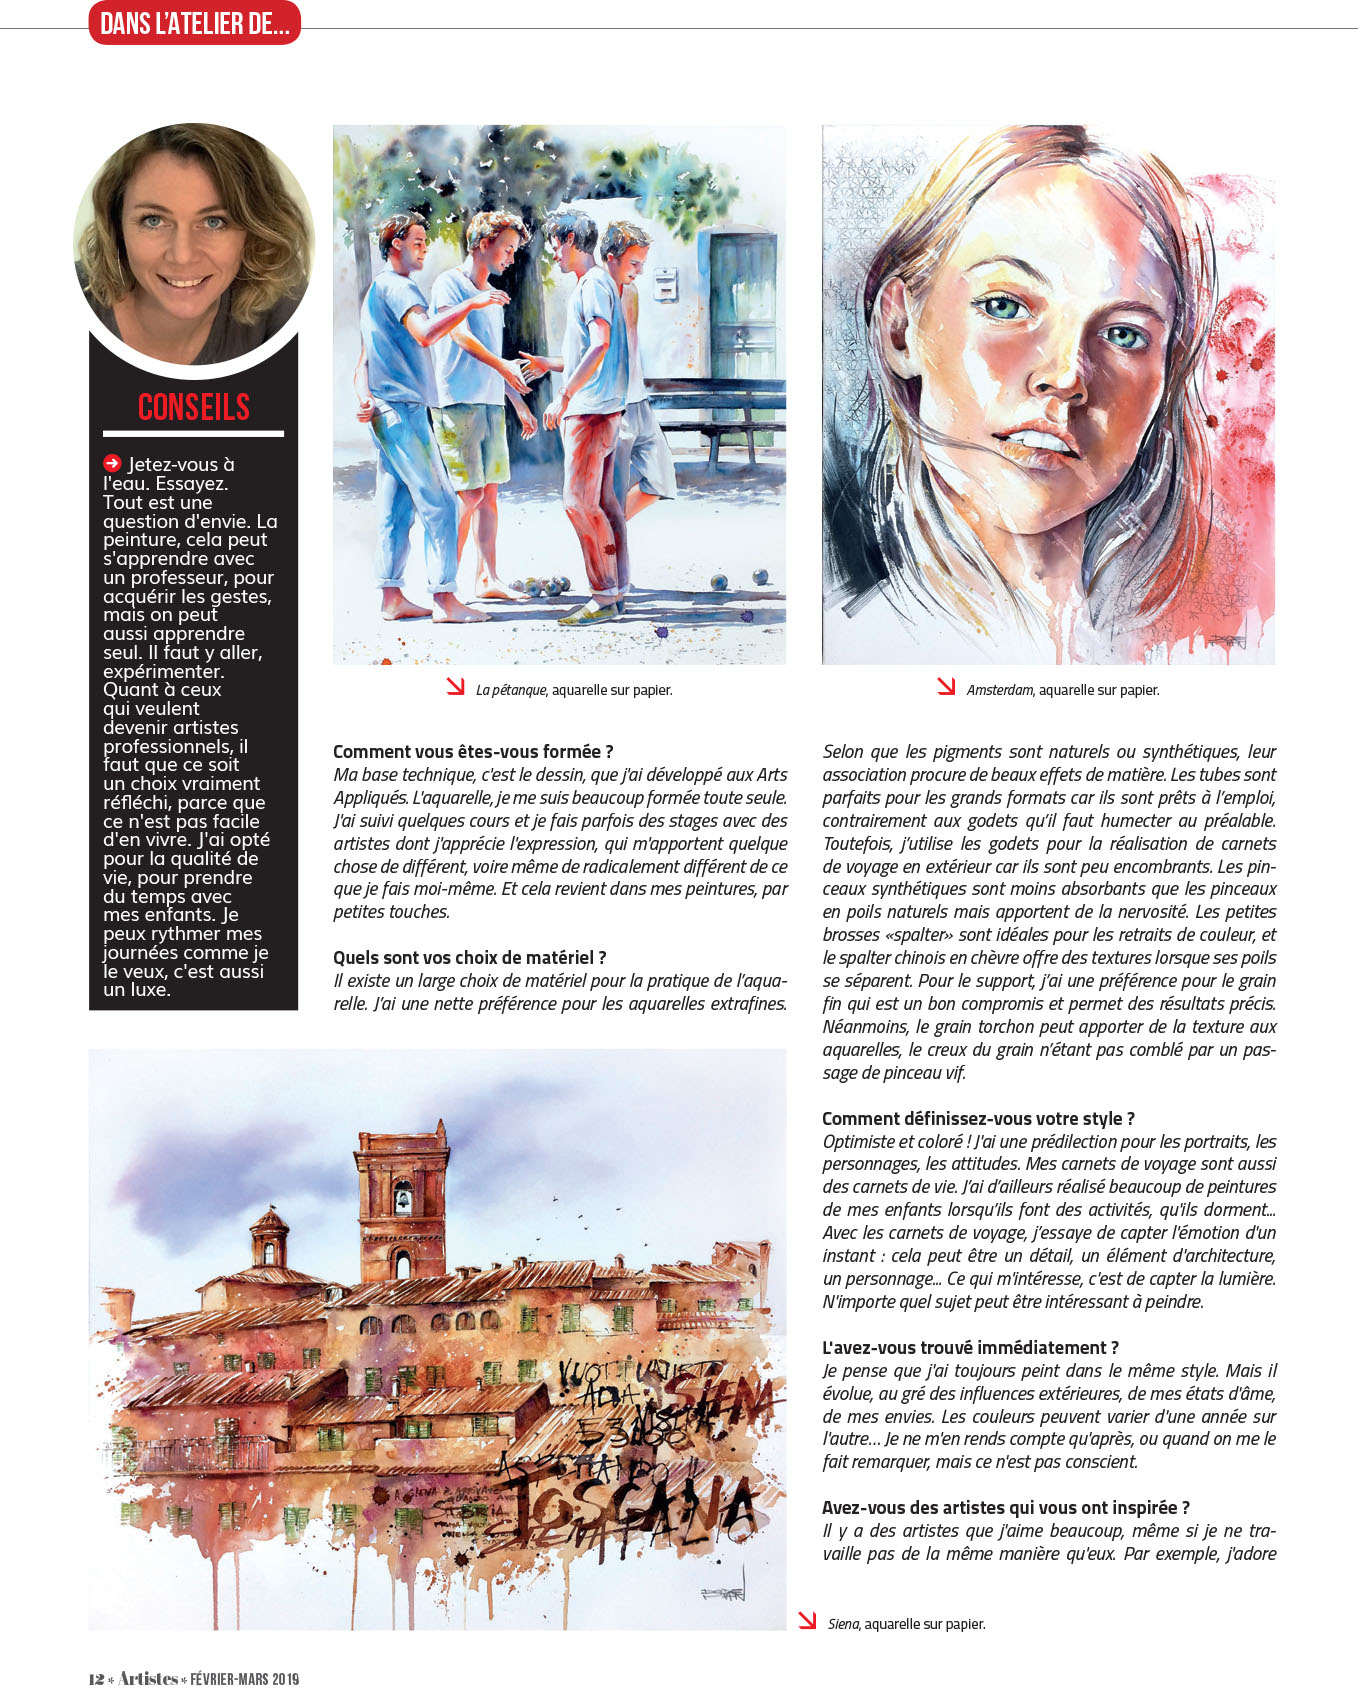 DANS L'ATELIER DE...
CONSEILS
Jetez-vous à
l'eau. Essayez.
Tout est une
question d'envie. La
peinture, cela peut
s'apprendre avec
un professeur, pour
acquérir les gestes,
mais on peut
aussi apprendre
seul. Il faut y aller,
expérimenter.
Quant à ceux
qui veulent
devenir artistes
professionnels, il
faut que ce soit
un choix vraiment
réfléchi, parce que
ce n'est pas facile
d'en vivre. J'ai opté
pour la qualité de
vie, pour prendre
du temps avec
mes enfants. Je
peux rythmer mes
journées comme je
le veux, c'est aussi
un luxe.
La pétanque, aquarelle sur papier.
Amsterdam, aquarelle sur papier.
Comment vous êtes-vous formée ?
Ma base technique, c'est le dessin, que j'ai développé aux Arts
Appliqués. L'aquarelle, je me suis beaucoup formée toute seule.
J'ai suivi quelques cours et je fais parfois des stages avec des
artistes dont j'apprécie l'expression, qui m'apportent quelque
chose de différent, voire même de radicalement différent de ce
que je fais moi-même. Et cela revient dans mes peintures, par
petites touches.
Quels sont vos choix de matériel ?
Il existe un large choix de matériel pour la pratique de l’aqua-
relle. J’ai une nette préférence pour les aquarelles extrafines.
Selon que les pigments sont naturels ou synthétiques, leur
association procure de beaux effets de matière. Les tubes sont
parfaits pour les grands formats car ils sont prêts à l’emploi,
contrairement aux godets qu’il faut humecter au préalable.
Toutefois, j’utilise les godets pour la réalisation de carnets
de voyage en extérieur car ils sont peu encombrants. Les pin-
ceaux synthétiques sont moins absorbants que les pinceaux
en poils naturels mais apportent de la nervosité. Les petites
brosses «spalter» sont idéales pour les retraits de couleur, et
le spalter chinois en chèvre offre des textures lorsque ses poils
se séparent. Pour le support, j’ai une préférence pour le grain
fin qui est un bon compromis et permet des résultats précis.
Néanmoins, le grain torchon peut apporter de la texture aux
aquarelles, le creux du grain n’étant pas comblé par un pas-
sage de pinceau vif.
Comment définissez-vous votre style ?
Optimiste et coloré ! J'ai une prédilection pour les portraits, les
personnages, les attitudes. Mes carnets de voyage sont aussi
des carnets de vie. J’ai d’ailleurs réalisé beaucoup de peintures
de mes enfants lorsqu’ils font des activités, qu'ils dorment...
Avec les carnets de voyage, j’essaye de capter l'émotion d'un
instant : cela peut être un détail, un élément d'architecture,
un personnage... Ce qui m'intéresse, c'est de capter la lumière.
N'importe quel sujet peut être intéressant à peindre.
L'avez-vous trouvé immédiatement ?
Je pense que j'ai toujours peint dans le même style. Mais il
évolue, au gré des influences extérieures, de mes états d'âme,
de mes envies. Les couleurs peuvent varier d'une année sur
l'autre... Je ne m'en rends compte qu'après, ou quand on me le
fait remarquer, mais ce n'est pas conscient.
Avez-vous des artistes qui vous ont inspirée ?
Il y a des artistes que j'aime beaucoup, même si je ne tra-
vaille pas de la même manière qu'eux. Par exemple, j'adore
SIENA
TOSCANA
Siena, aquarelle sur papier.
12 * Artistes * FÉVRIER-MARS 2019